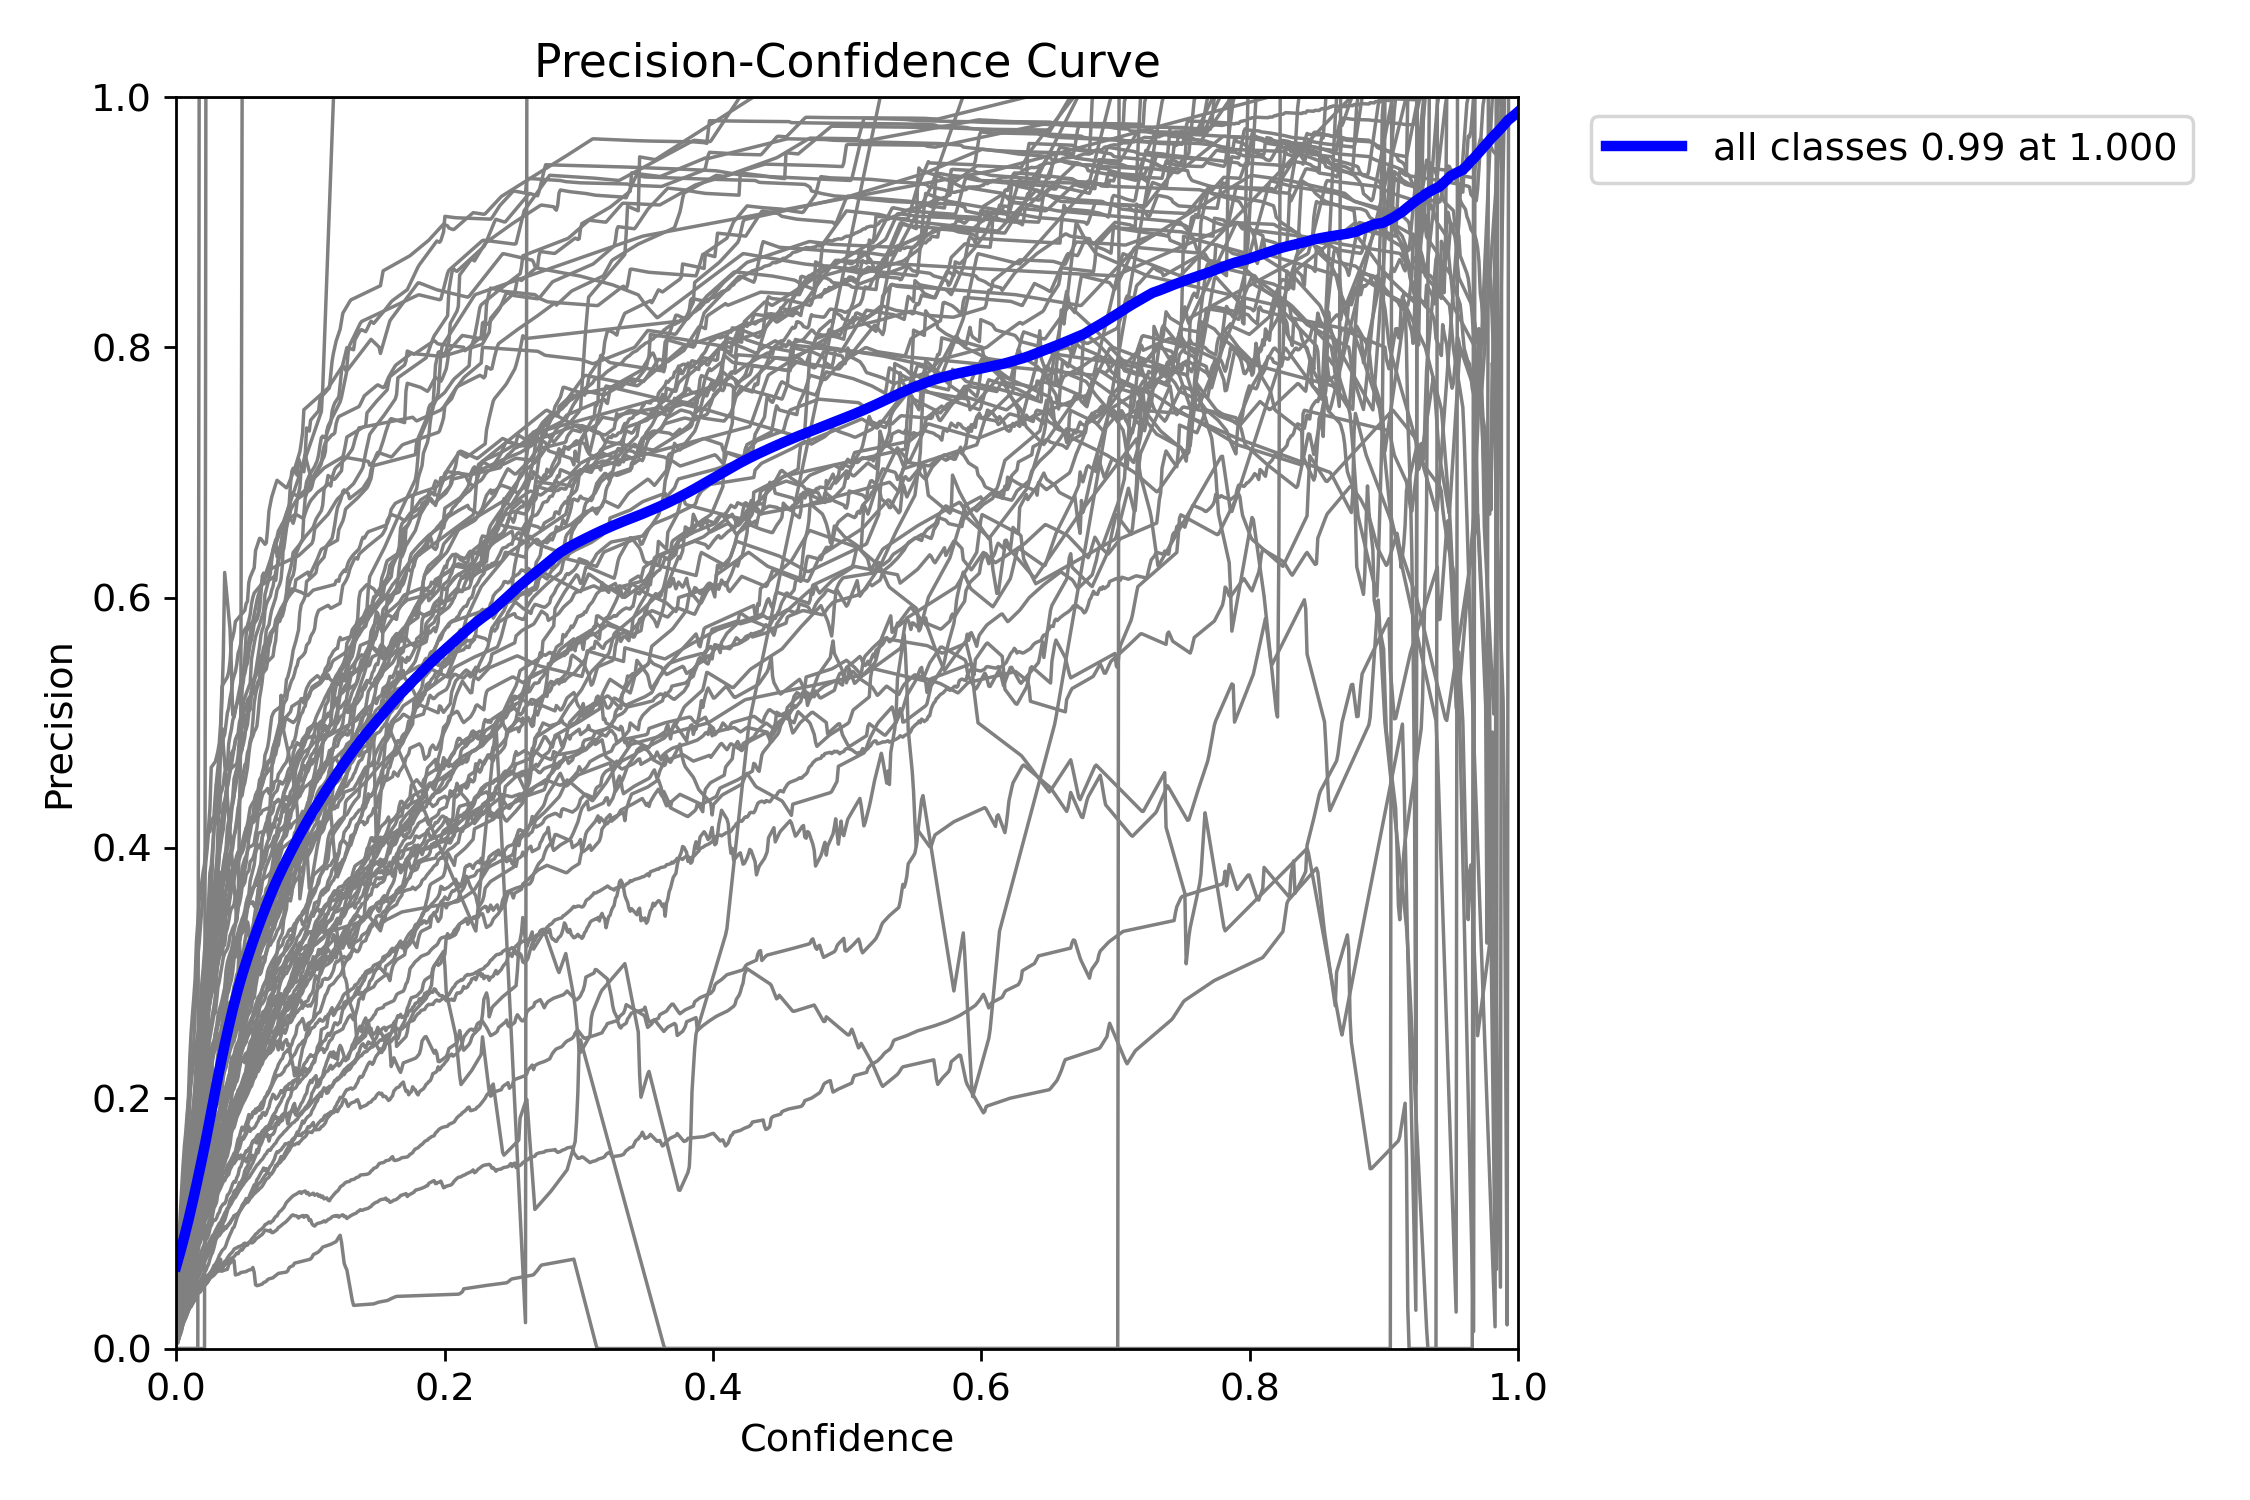 Precision-Confidence Curve
all classes 0.99 at 1.000
Precision
1.0
0.8
0.6
0.4
0.2
0.0
0.0 0.2 0.4 0.6 0.8 1.0
Confidence